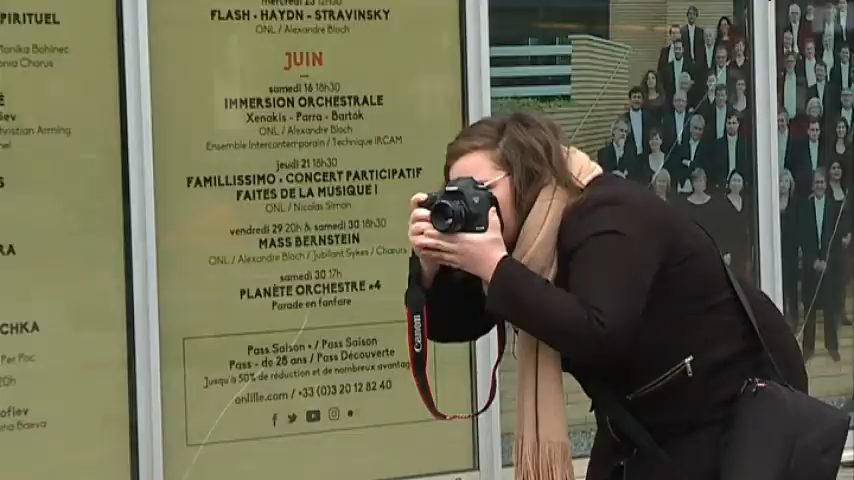 PIRITUEL
Monika Bohinec
onia Chorus
hristian Arming
CHKA
Per Poc
20h
ofiev
na Baeva
mercredi 23 12h30
FLASH • HAYDN - STRAVINSKY
ONL / Alexandre Bloch
JUIN
samedi 16 18h30
IMMERSION ORCHESTRALE
Xenakis - Parra - Bartók
ONL / Alexandre Bloch
Ensemble Intercontemporain / Technique IRCAM
jeudi 21 18h30
FAMILLISSIMO • CONCERT PARTICIPATIF
FAITES DE LA MUSIQUE !
ONL / Nicolas Simon
vendredi 29 20h & samedi 30 18h30
MASS BERNSTEIN
ONL / Alexandre Bloch / Jubilant Sykes / Chœurs
samedi 30 17h
PLANÈTE ORCHESTRE #4
Parade en fanfare
Pass Saison + / Pass Saison
Pass - de 28 ans / Pass Découverte
Jusqu'à 50% de réduction et de nombreux avantag
onlille.com / +33 (0)3 20 12 82 40
Canon